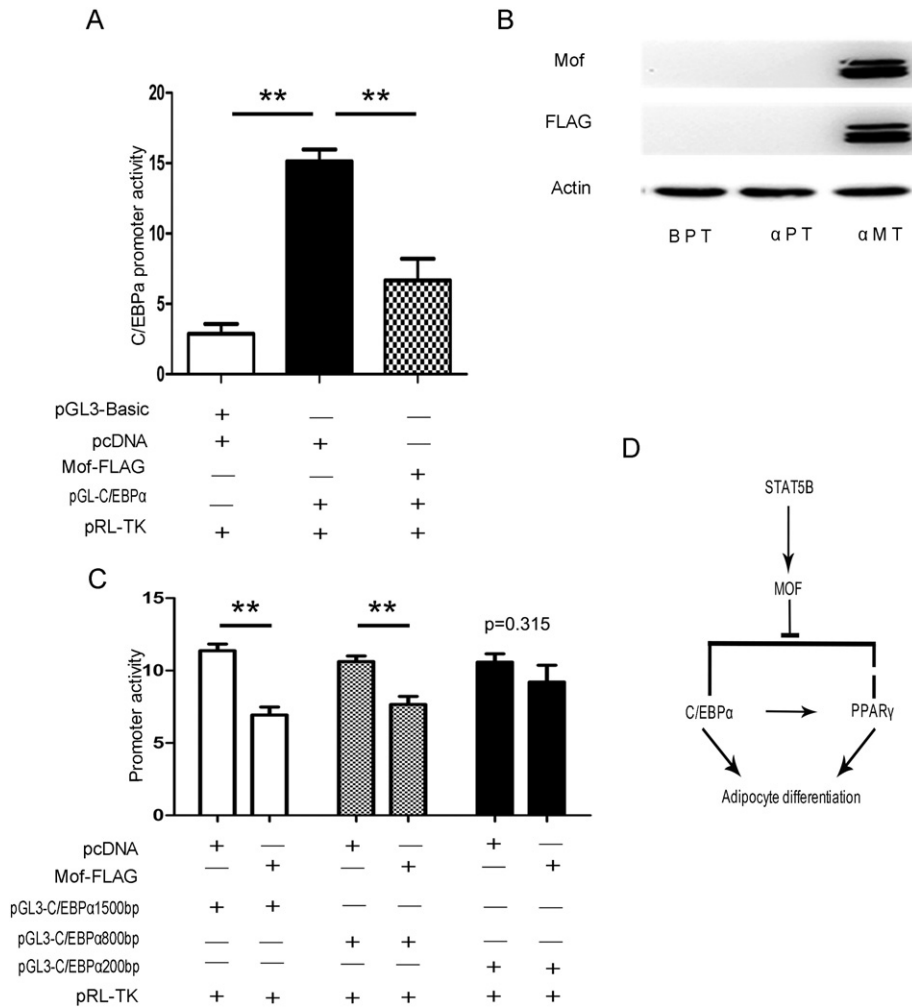 A
** **
20
15
10
5
0
C/EBPa promoter activity
pGL3-Basic + — —
pcDNA + + —
Mof-FLAG — — +
pGL-C/EBPα — + +
pRL-TK + + +
B
Mof
FLAG
Actin
B P T α P T α M T
C
** ** p=0.315
15
10
5
0
Promoter activity
pcDNA + — + — + —
Mof-FLAG — + — + — +
pGL3-C/EBPα1500bp + + — — — —
pGL3-C/EBPα800bp — — + + — —
pGL3-C/EBPα200bp — — — — + +
pRL-TK + + + + + +
D
STAT5B
MOF
C/EBPα PPARγ
Adipocyte differentiation